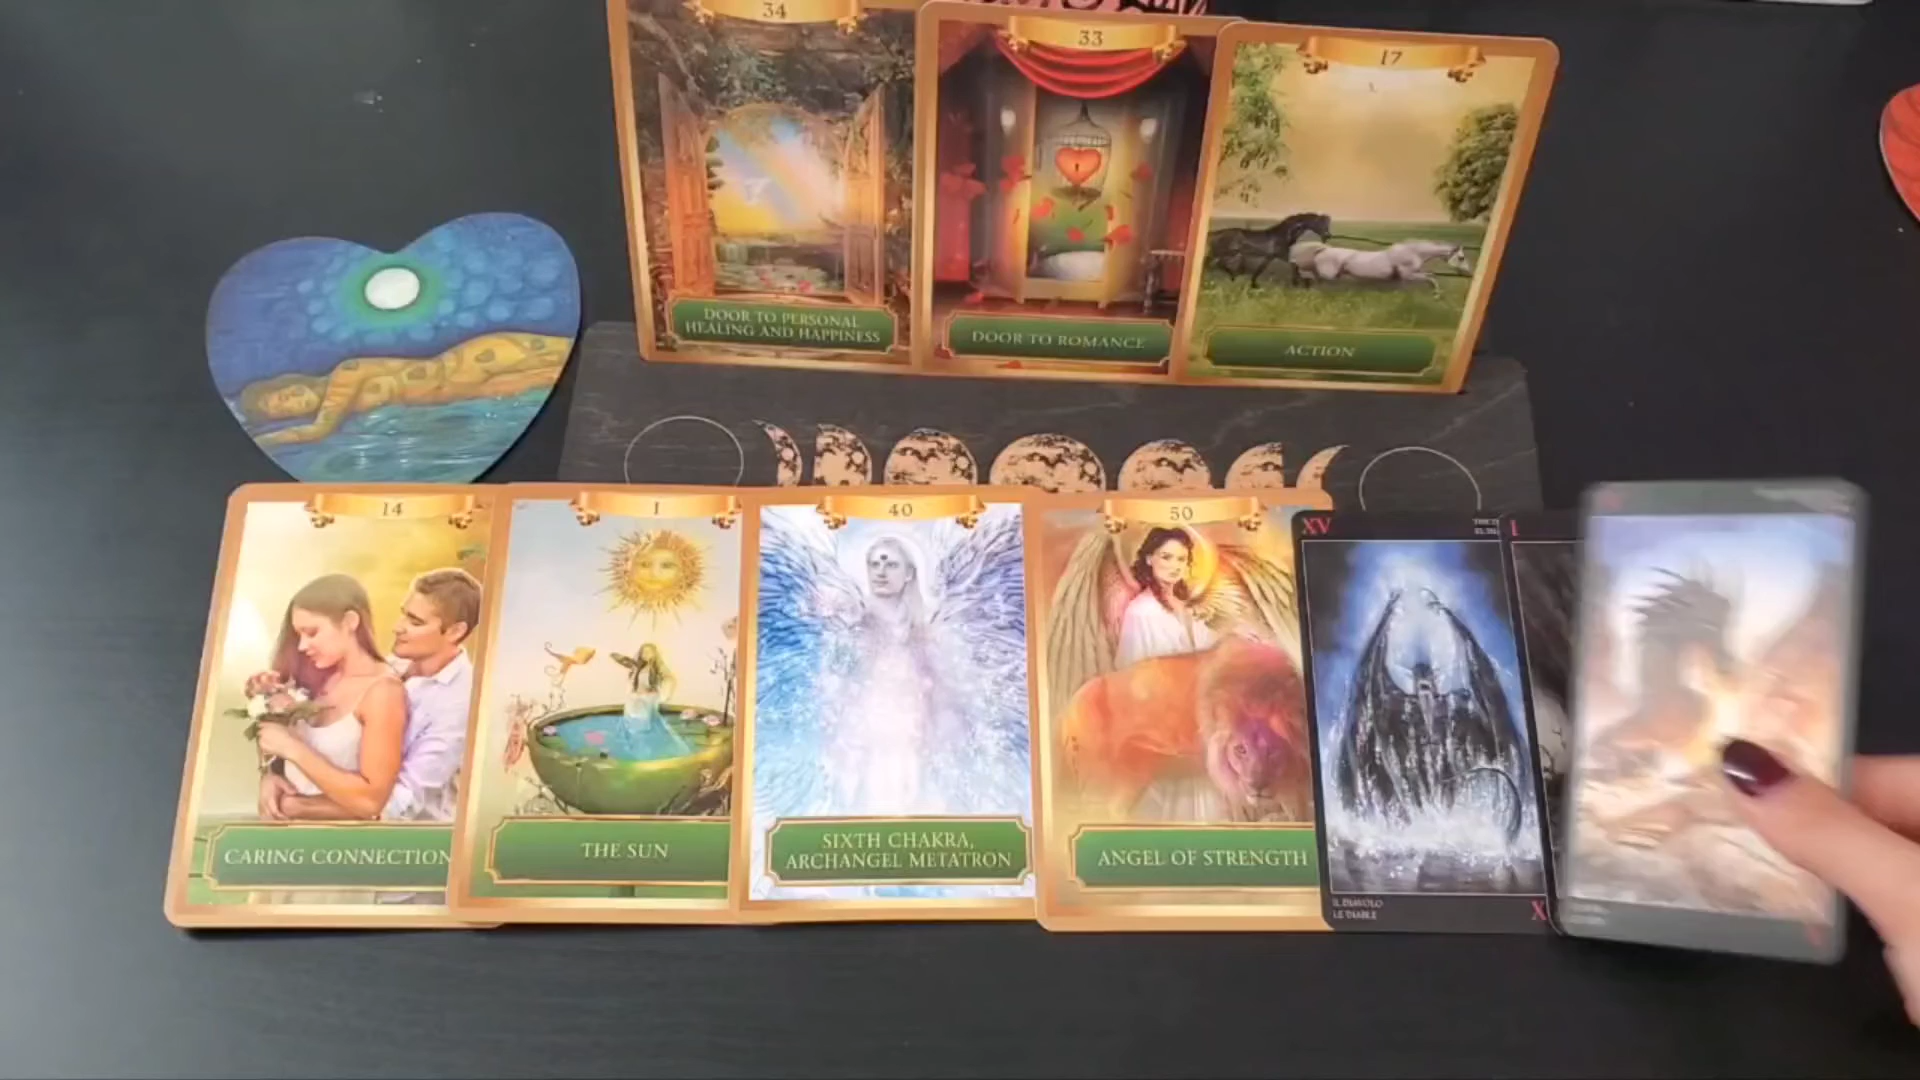 34
33
17
DOOR TO PERSONAL
HEALING AND HAPPINESS
DOOR TO ROMANCE
ACTION
14
1
40
50
XV
I
CARING CONNECTION
THE SUN
SIXTH CHAKRA,
ARCHANGEL METATRON
ANGEL OF STRENGTH
IL DIAVOLO
LE DIABLE
X